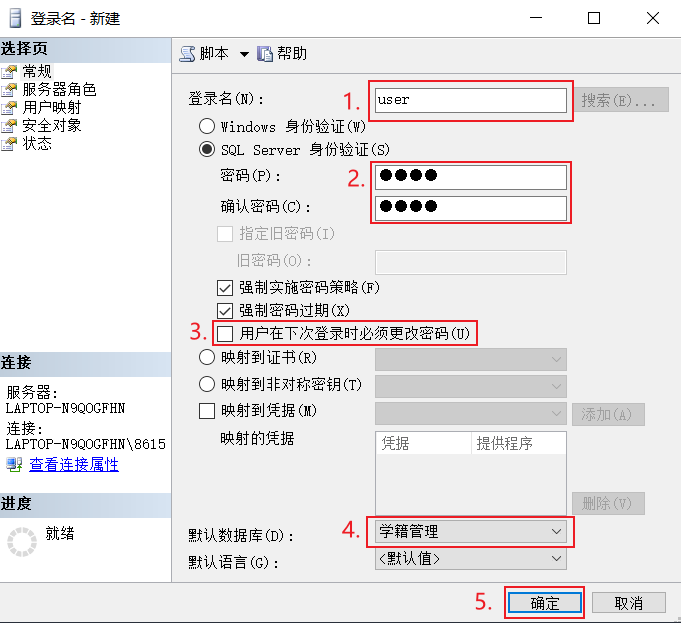 登录名 - 新建
选择页
常规
服务器角色
用户映射
安全对象
状态
连接
服务器:
LAPTOP-N9QOGFHN
连接:
LAPTOP-N9QOGFHN\8615
查看连接属性
进度
就绪
脚本 帮助
登录名(N): 1. user 搜索(E)...
Windows 身份验证(W)
SQL Server 身份验证(S)
密码(P): 2. ●●●●
确认密码(C): ●●●●
指定旧密码(I)
旧密码(O):
强制实施密码策略(F)
强制密码过期(X)
3. 用户在下次登录时必须更改密码(U)
映射到证书(R)
映射到非对称密钥(T)
映射到凭据(M) 添加(A)
映射的凭据 凭据 提供程序
删除(V)
默认数据库(D): 4. 学籍管理
默认语言(G): <默认值>
5. 确定 取消